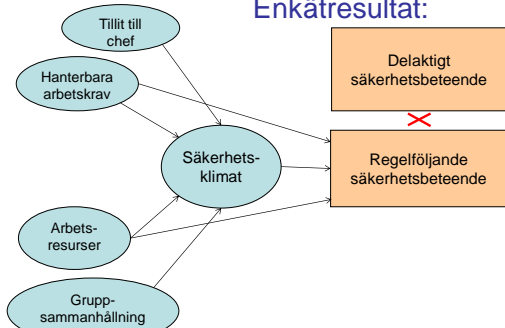 Enkätresultat:
Tillit till
chef
Hanterbara
arbetskrav
Delaktigt
säkerhetsbeteende
Säkerhets-
klimat
Regelföljande
säkerhetsbeteende
Arbets-
resurser
Grupp-
sammanhållning